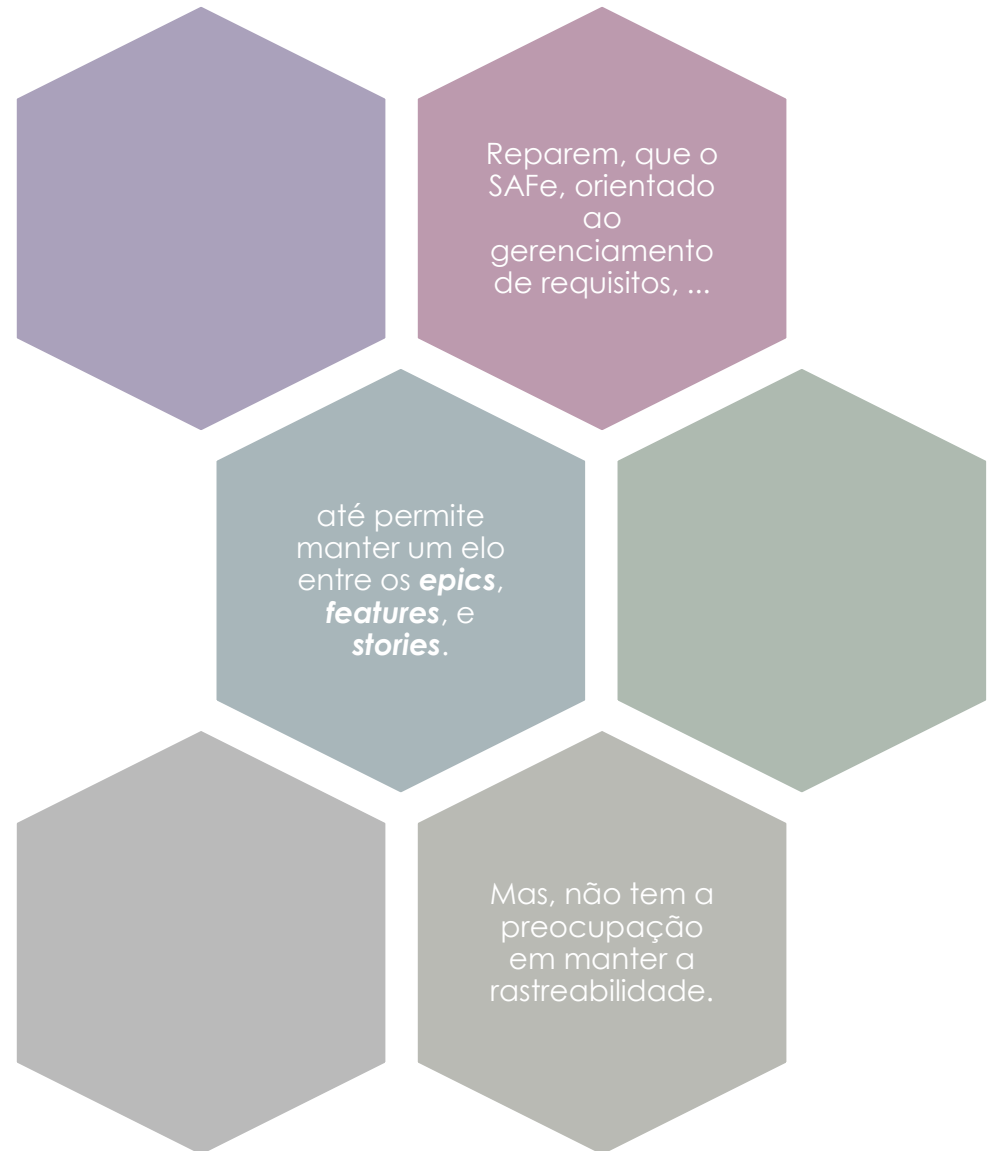 Reparem, que o
SAFe, orientado
ao
gerenciamento
de requisitos, ...
até permite
manter um elo
entre os epics,
features, e
stories.
Mas, não tem a
preocupação
em manter a
rastreabilidade.